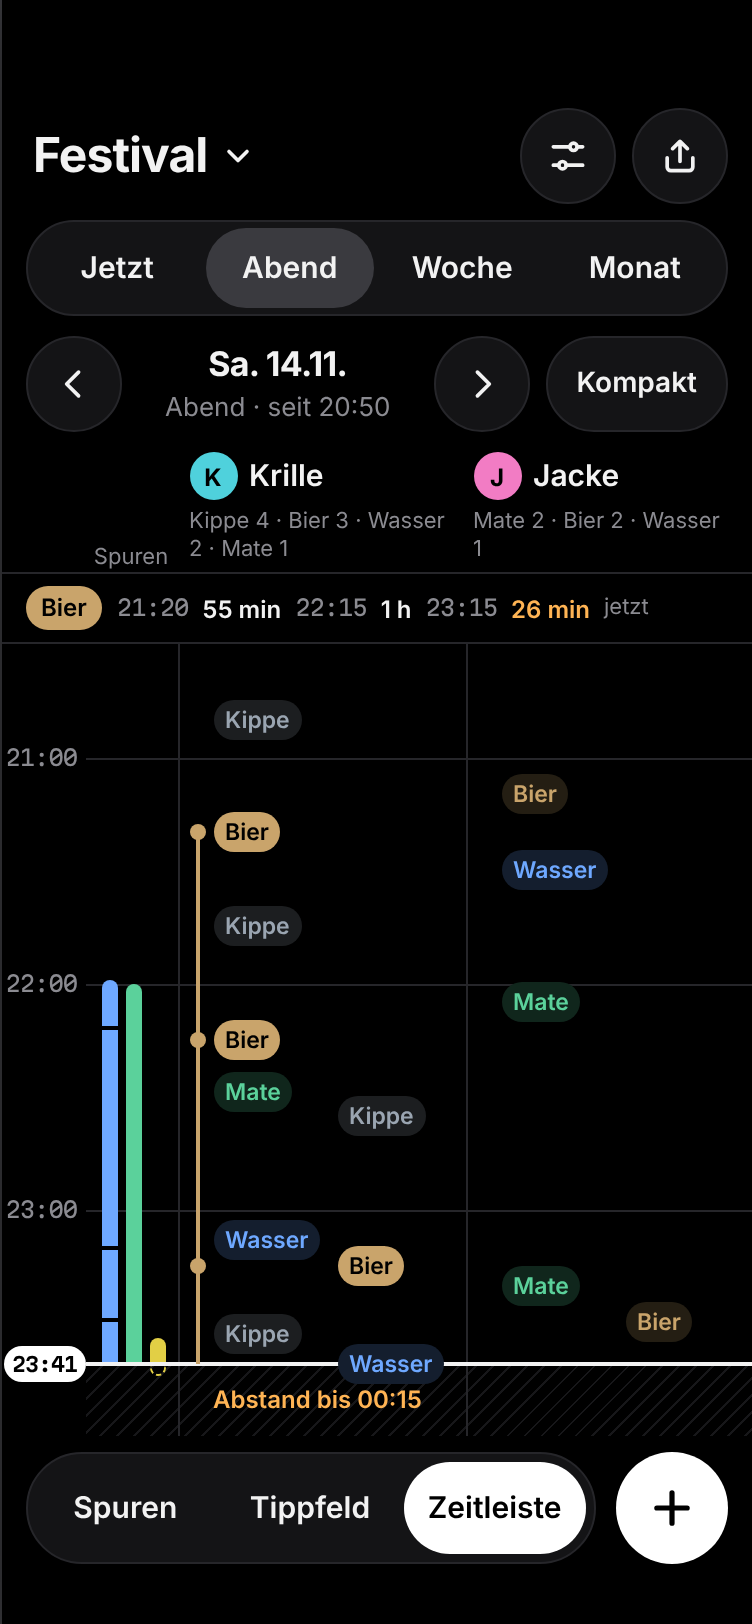 Festival
Jetzt Abend Woche Monat
Sa. 14.11.
Abend · seit 20:50
Kompakt
K Krille
Kippe 4 · Bier 3 · Wasser
2 · Mate 1
J Jacke
Mate 2 · Bier 2 · Wasser
1
Spuren
Bier 21:20 55 min 22:15 1 h 23:15 26 min jetzt
Kippe
21:00
Bier
Bier
Wasser
Kippe
22:00
Mate
Bier
Mate
Kippe
23:00
Wasser
Bier
Mate
Bier
Kippe
23:41
Wasser
Abstand bis 00:15
Spuren Tippfeld Zeitleiste